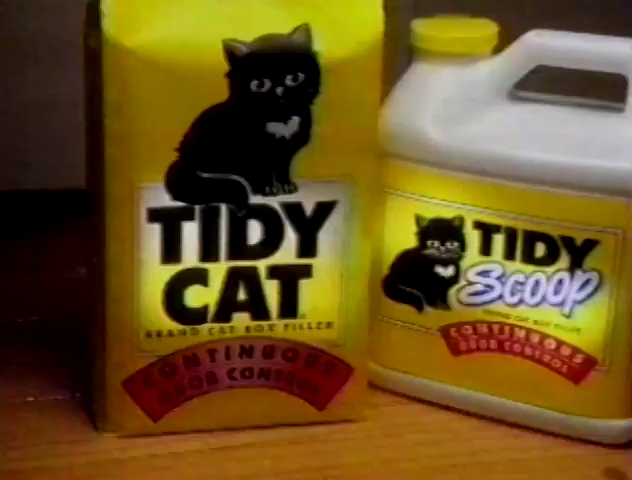 TIDY
CAT
BRAND CAT BOX FILLER
CONTINUOUS
ODOR CONTROL
TIDY
Scoop
CONTINUOUS
ODOR CONTROL